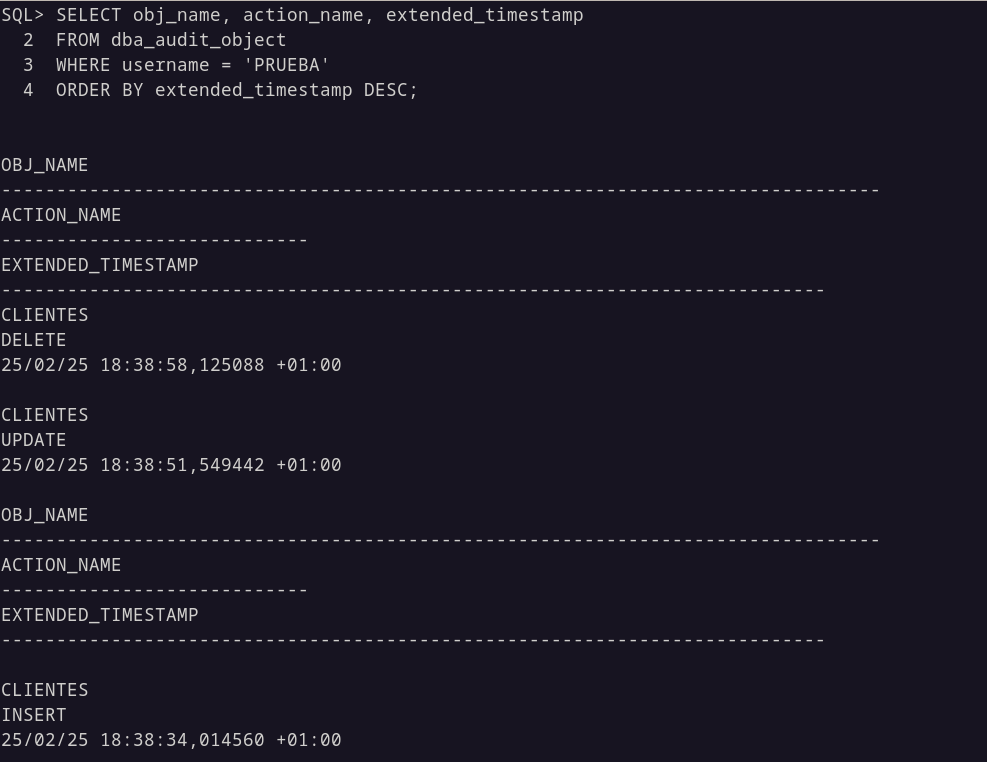 SQL> SELECT obj_name, action_name, extended_timestamp
  2  FROM dba_audit_object
  3  WHERE username = 'PRUEBA'
  4  ORDER BY extended_timestamp DESC;

OBJ_NAME
--------------------------------------------------------------------------------
ACTION_NAME
----------------------------
EXTENDED_TIMESTAMP
---------------------------------------------------------------------------
CLIENTES
DELETE
25/02/25 18:38:58,125088 +01:00

CLIENTES
UPDATE
25/02/25 18:38:51,549442 +01:00

OBJ_NAME
--------------------------------------------------------------------------------
ACTION_NAME
----------------------------
EXTENDED_TIMESTAMP
---------------------------------------------------------------------------

CLIENTES
INSERT
25/02/25 18:38:34,014560 +01:00